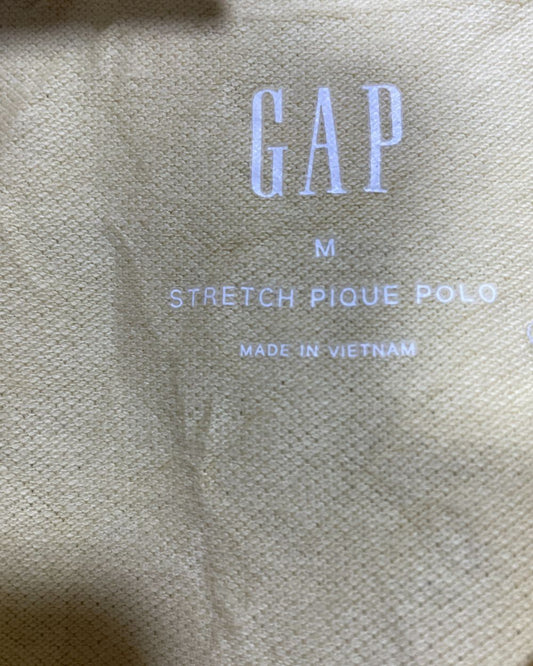 GAP
M
STRETCH PIQUE POLO
MADE IN VIETNAM